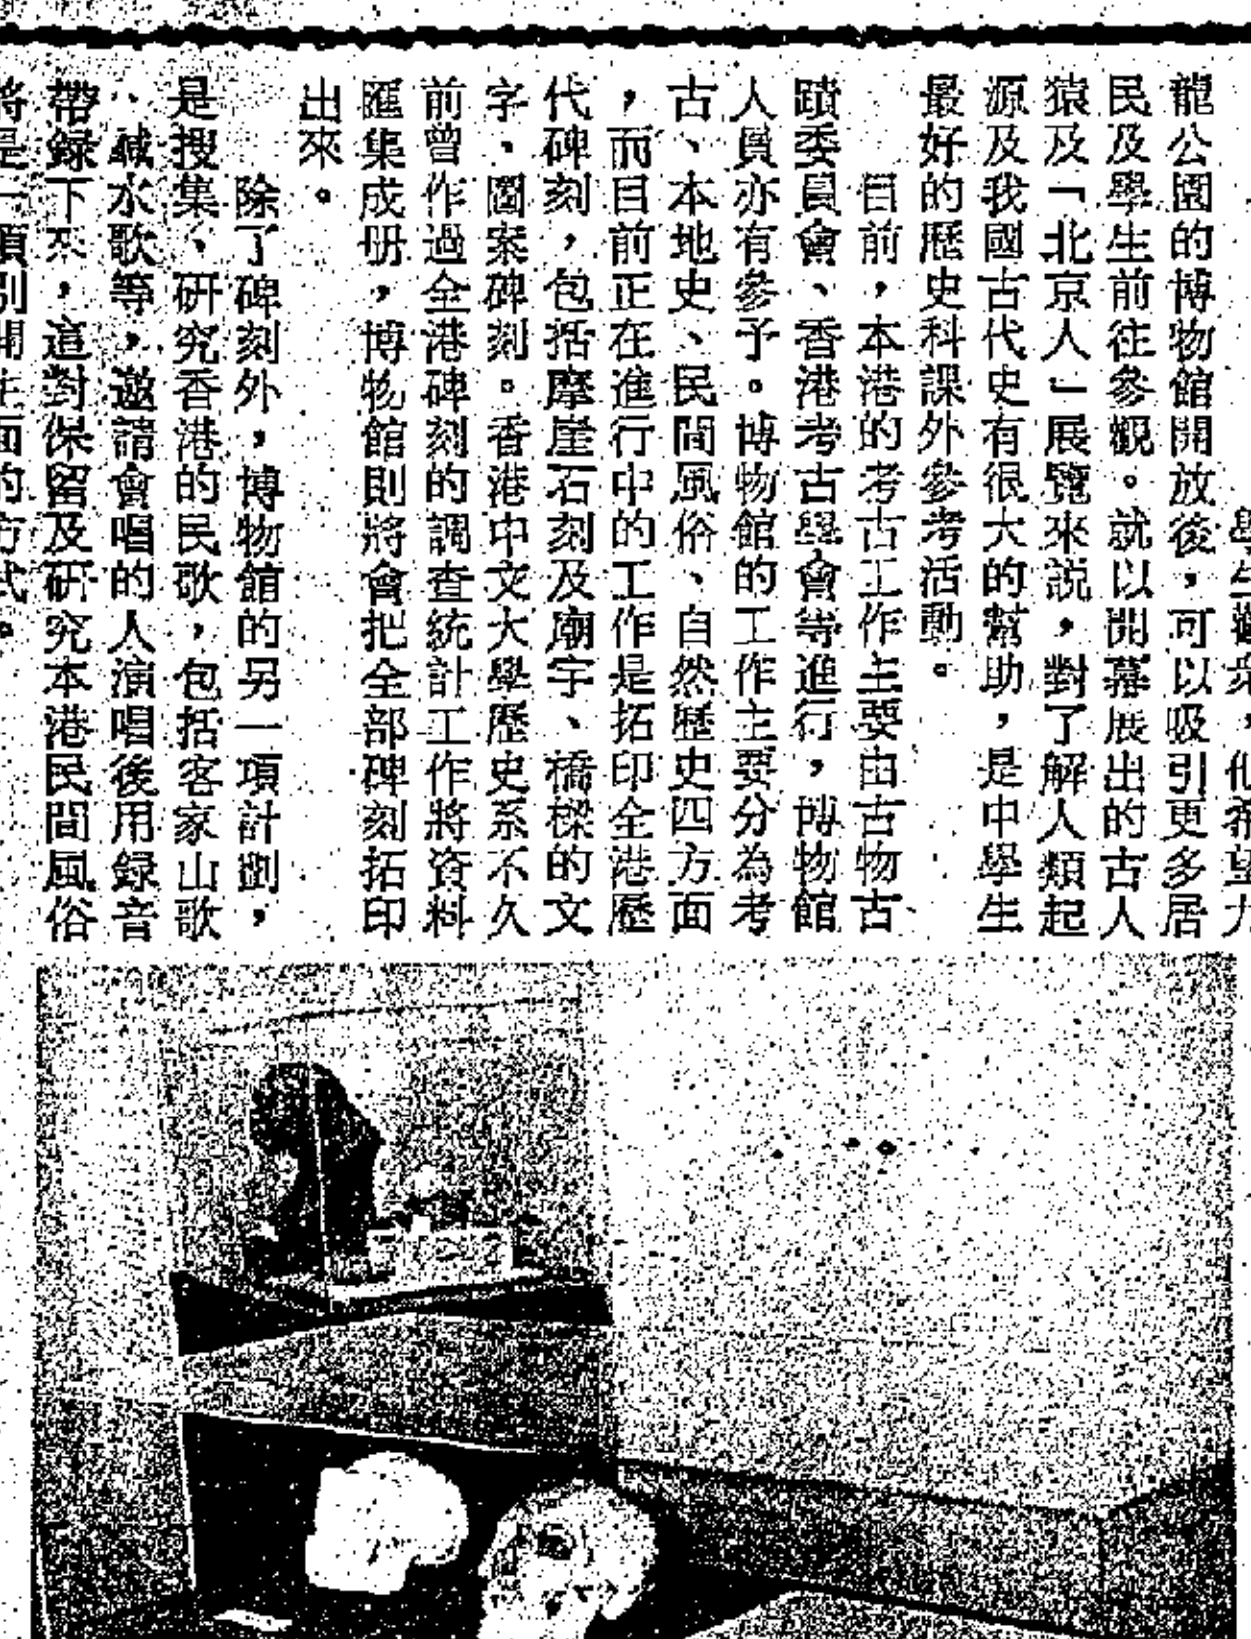 學生觀眾，他希望九
龍公園的博物館開放後，可以吸引更多居
民及學生前往參觀。就以開幕展出的古人
猿及「北京人」展覽來説，對了解人類起
源及我國古代史有很大的幫助，是中學生
最好的歷史科課外參考活動。
目前，本港的考古工作主要由古物古
蹟委員會、香港考古學會等進行，博物館
人員亦有參予。博物館的工作主要分為考
古、本地史、民間風俗、自然歷史四方面
，而目前正在進行中的工作是拓印全港歷
代碑刻，包括摩崖石刻及廟宇、橋樑的文
字、圖案碑刻。香港中文大學歷史系不久
前曾作過全港碑刻的調查統計工作將資料
匯集成册，博物館則將會把全部碑刻拓印
出來。
除了碑刻外，博物館的另一項計劃，
是搜集、研究香港的民歌，包括客家山歌
、鹹水歌等，邀請會唱的人演唱後用録音
帶録下來，這對保留及研究本港民間風俗
將是一項別開生面的方式。